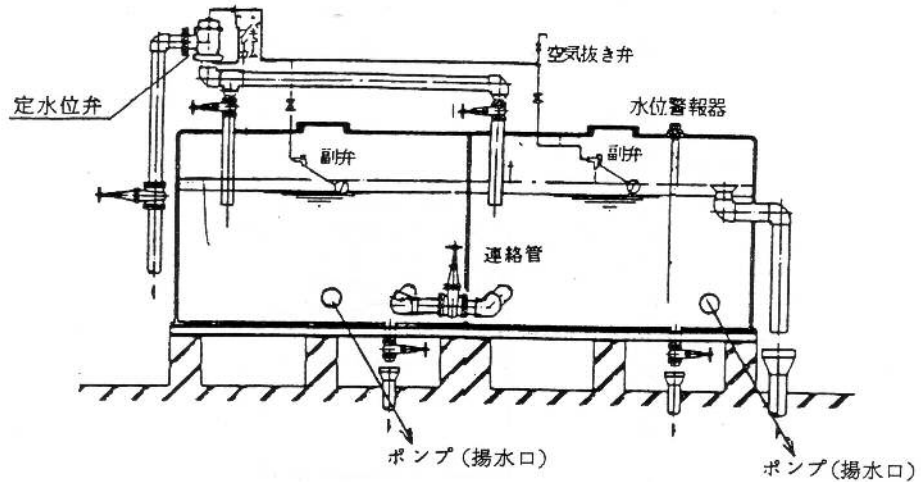 空気抜き弁
定水位弁
水位警報器
副弁
副弁
連絡管
ポンプ(揚水口)
ポンプ(揚水口)